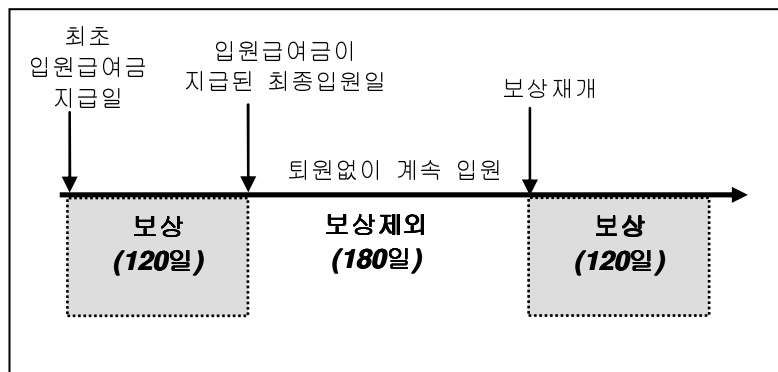 최초
입원급여금
지급일
입원급여금이
지급된 최종입원일
보상재개
퇴원없이 계속 입원
보상
(120일)
보상제외
(180일)
보상
(120일)